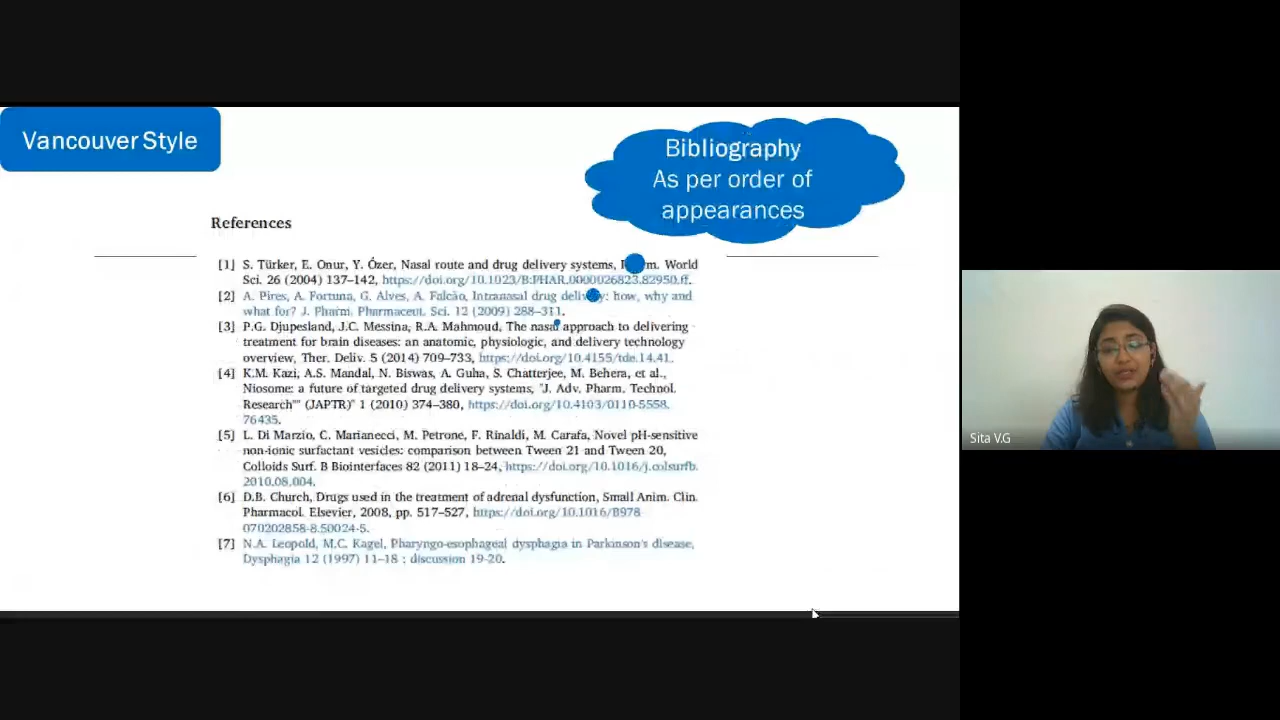 Vancouver Style
Bibliography
As per order of
appearances
References
[1] S. Türker, E. Onur, Y. Ózer, Nasal route and drug delivery systems, World
Sci. 26 (2004) 137–142, https://doi.org/10.1023/B:PHAR.0000026823.82950.ff.
[2] A. Pires, A. Fortuna, G. Alves, A. Falcão, Intranasal drug delivery: how, why and
what for? J. Pharm. Pharmaceut. Sci. 12 (2009) 288–311.
[3] P.G. Djupesland, J.C. Messina, R.A. Mahmoud, The nasal approach to delivering
treatment for brain diseases: an anatomic, physiologic, and delivery technology
overview, Ther. Deliv. 5 (2014) 709–733, https://doi.org/10.4155/tde.14.41.
[4] K.M. Kazi, A.S. Mandal, N. Biswas, A. Guha, S. Chatterjee, M. Behera, et al.,
Niosome: a future of targeted drug delivery systems, "J. Adv. Pharm. Technol.
Research"" (JAPTR)" 1 (2010) 374–380, https://doi.org/10.4103/0110-5558.
76435.
[5] L. Di Marzio, C. Marianecci, M. Petrone, F. Rinaldi, M. Carafa, Novel pH-sensitive
non-ionic surfactant vesicles: comparison between Tween 21 and Tween 20,
Colloids Surf. B Biointerfaces 82 (2011) 18–24, https://doi.org/10.1016/j.colsurfb.
2010.08.004.
[6] D.B. Church, Drugs used in the treatment of adrenal dysfunction, Small Anim. Clin.
Pharmacol. Elsevier, 2008, pp. 517–527, https://doi.org/10.1016/B978
070202858-8.50024-5.
[7] N.A. Leopold, M.C. Kagel, Pharyngo-esophageal dysphagia in Parkinson's disease,
Dysphagia 12 (1997) 11–18 ; discussion 19-20.
Sita V.G